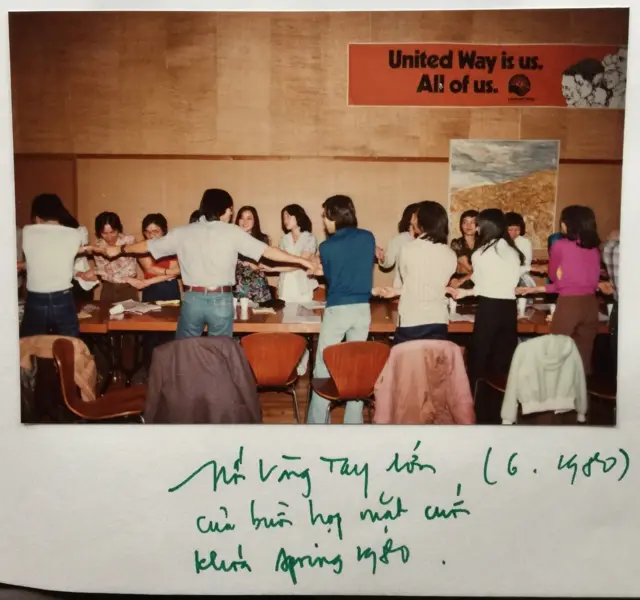 United Way is us.
All of us.
Nối Vòng Tay lớn (6. 1980)
của buổi họp mặt cuối
khoá spring 1980.